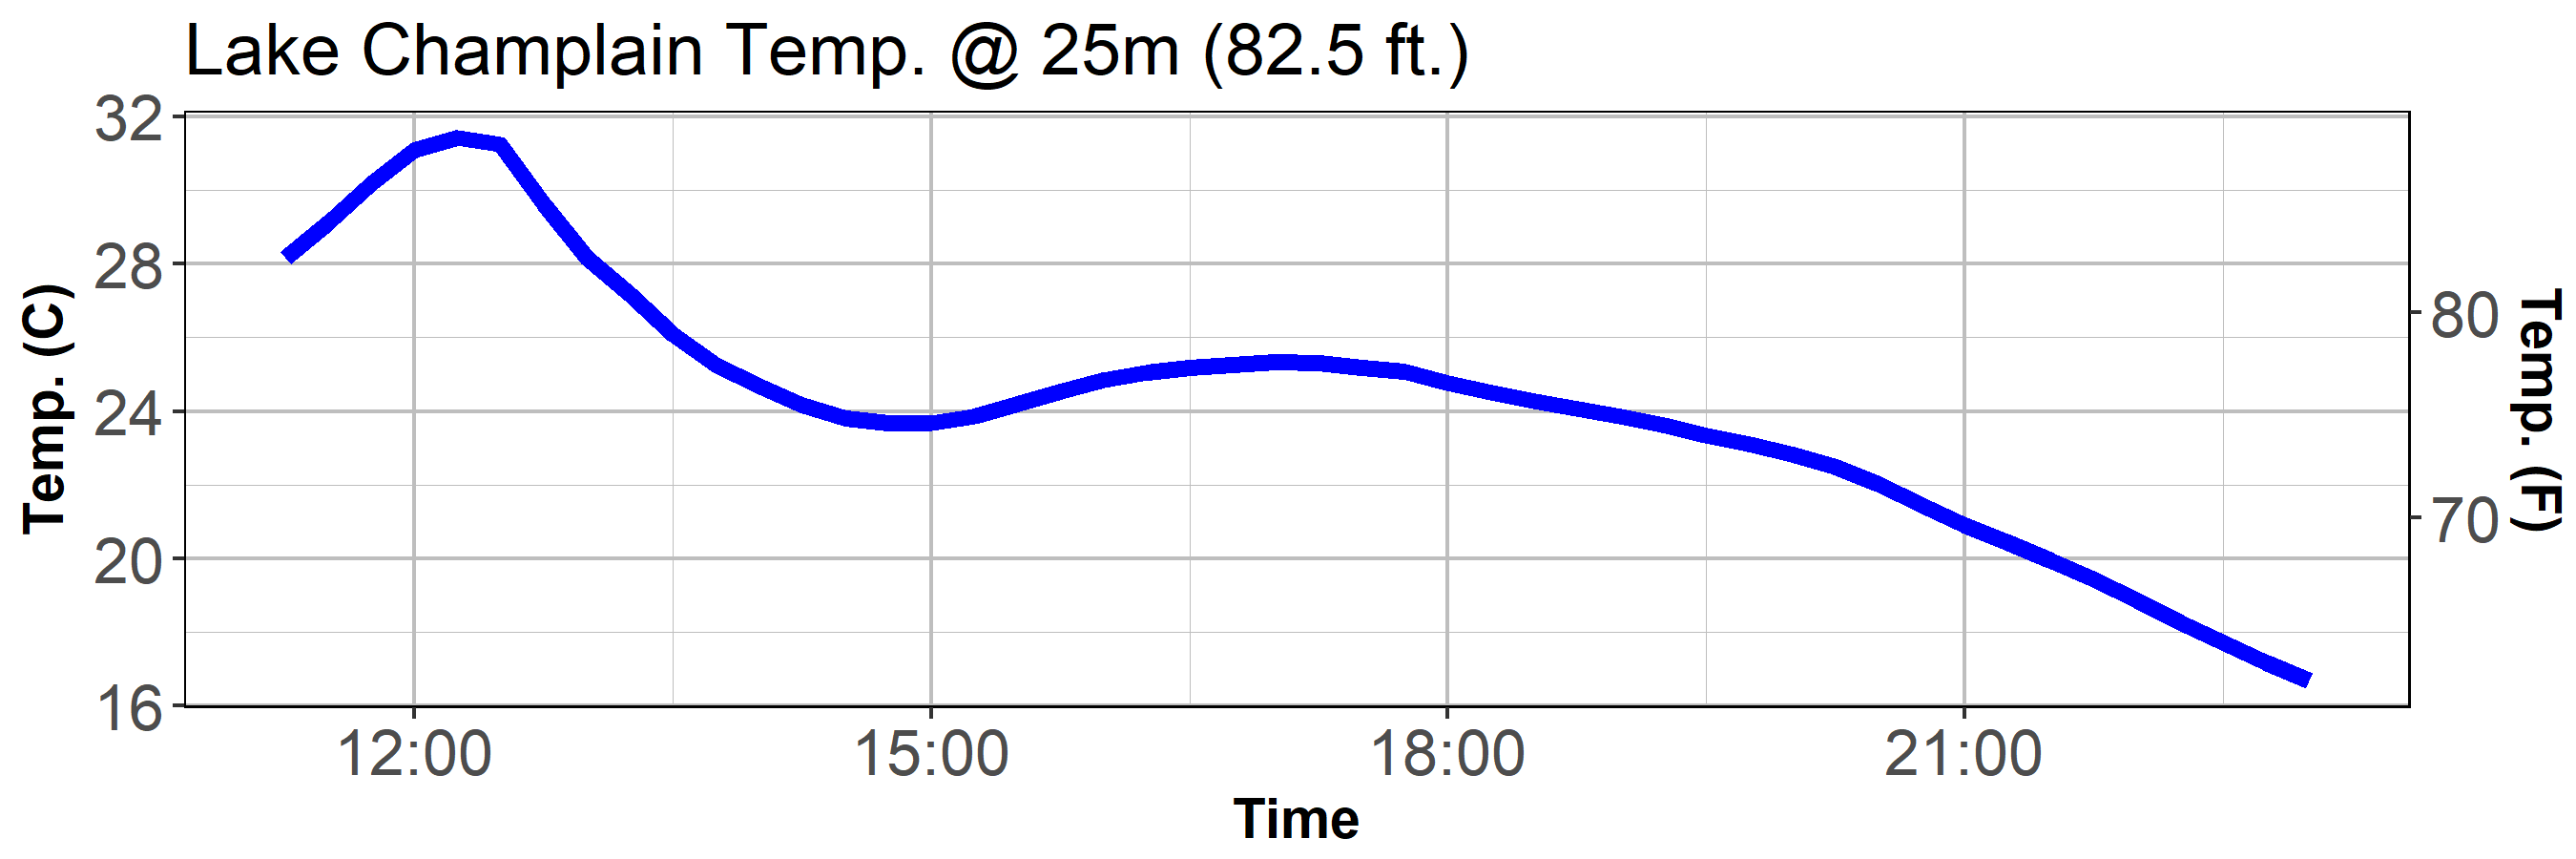 Lake Champlain Temp. @ 25m (82.5 ft.)
32
28
24
20
16
Temp. (C)
80
70
Temp. (F)
12:00 15:00 18:00 21:00
Time